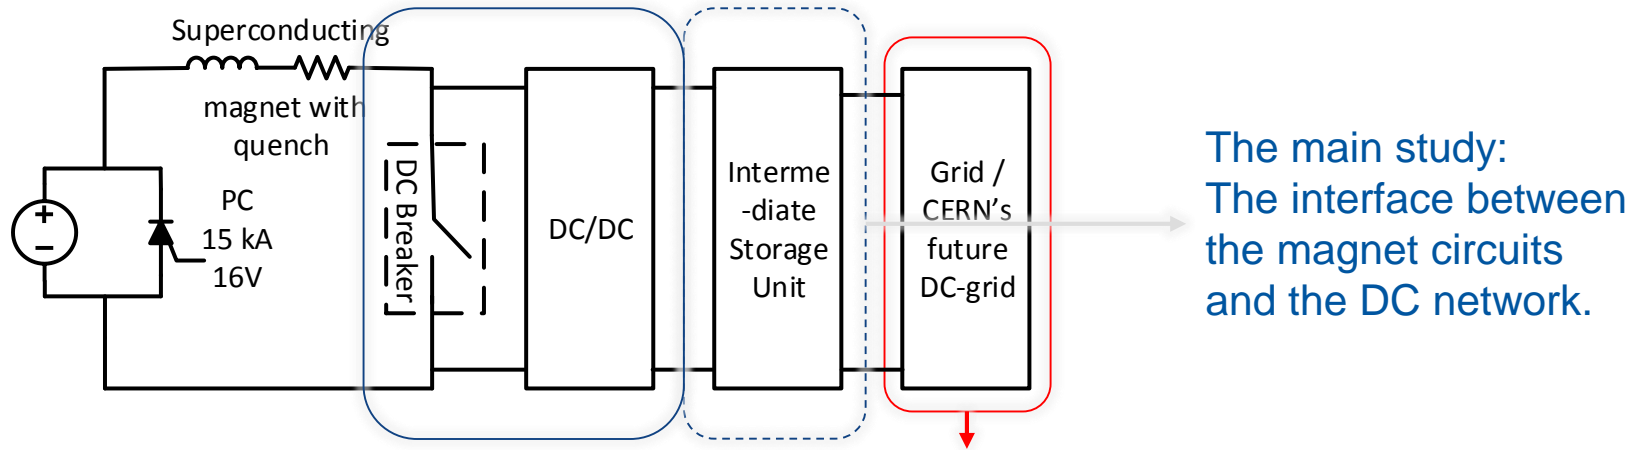 Superconducting
magnet with
quench
PC
15 kA
16V
+
−
DC Breaker
DC/DC
Interme
-diate
Storage
Unit
Grid /
CERN's
future
DC-grid
The main study:
The interface between
the magnet circuits
and the DC network.